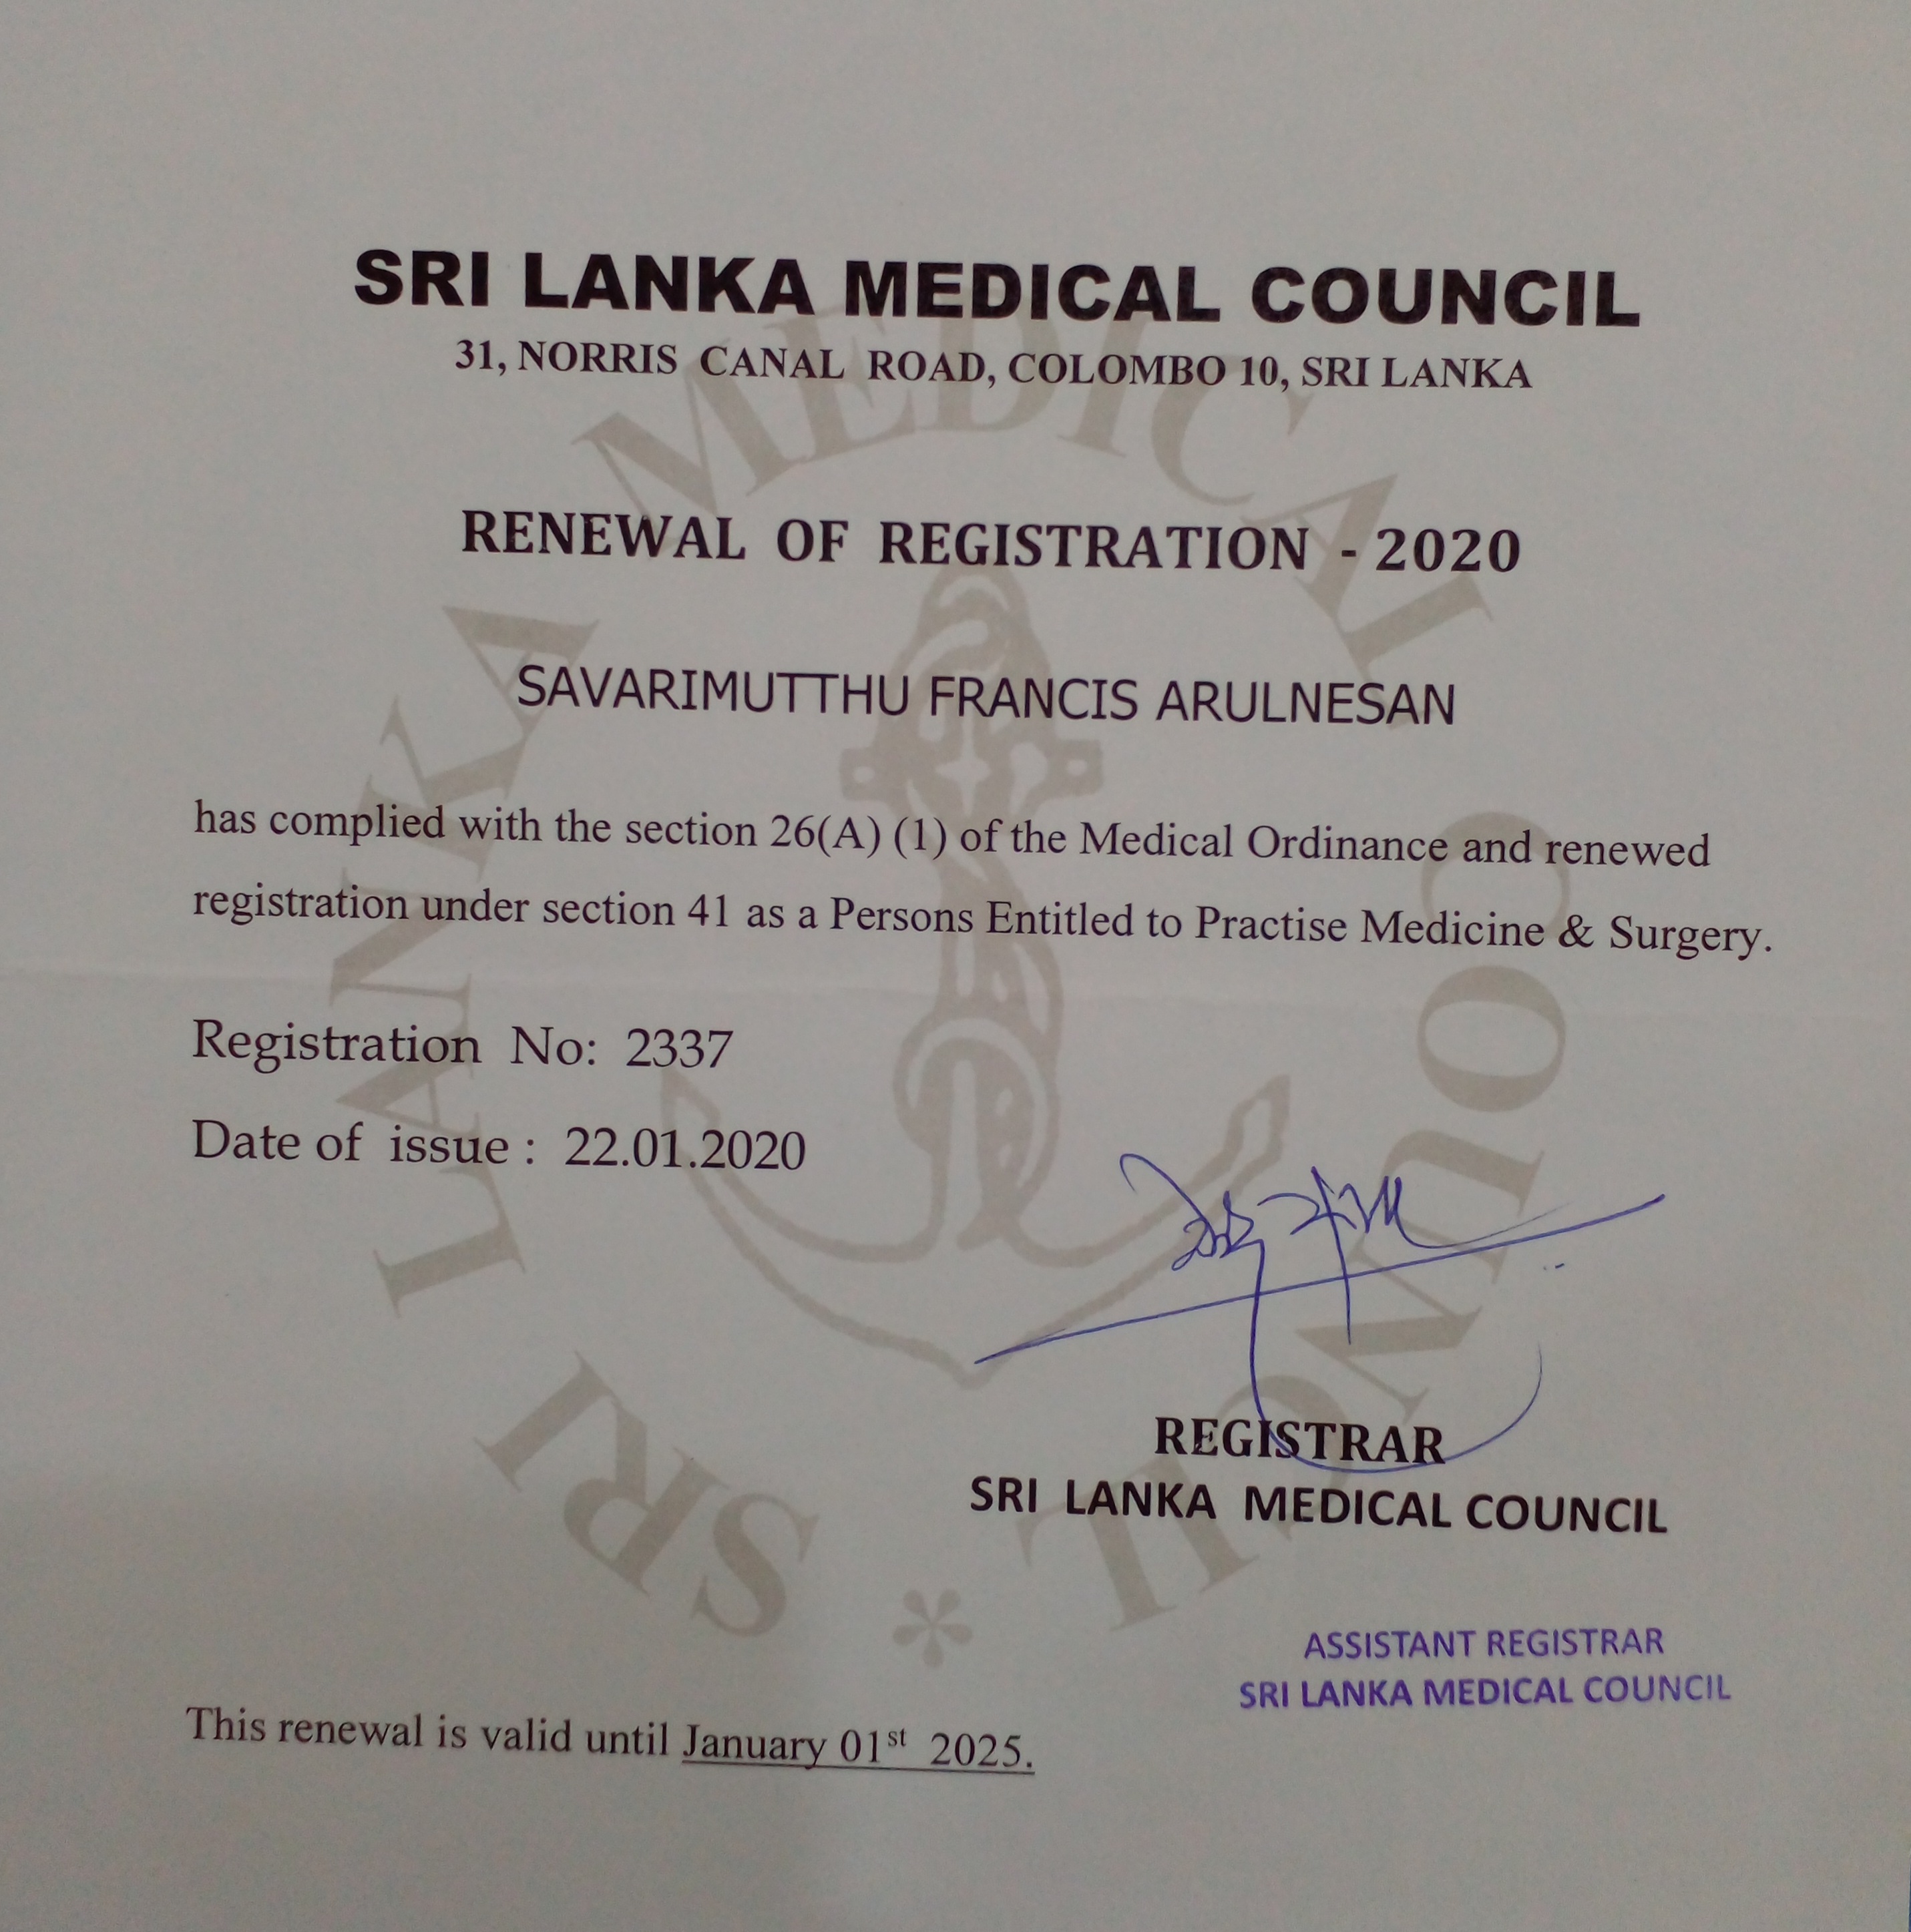 SRI LANKA MEDICAL COUNCIL
31, NORRIS CANAL ROAD, COLOMBO 10, SRI LANKA
RENEWAL OF REGISTRATION - 2020
SAVARIMUTTHU FRANCIS ARULNESAN
has complied with the section 26(A) (1) of the Medical Ordinance and renewed
registration under section 41 as a Persons Entitled to Practise Medicine & Surgery.
Registration No: 2337
Date of issue : 22.01.2020
REGISTRAR
SRI LANKA MEDICAL COUNCIL
ASSISTANT REGISTRAR
SRI LANKA MEDICAL COUNCIL
This renewal is valid until January 01st 2025.
SRI LANKA MEDICAL COUNCIL *